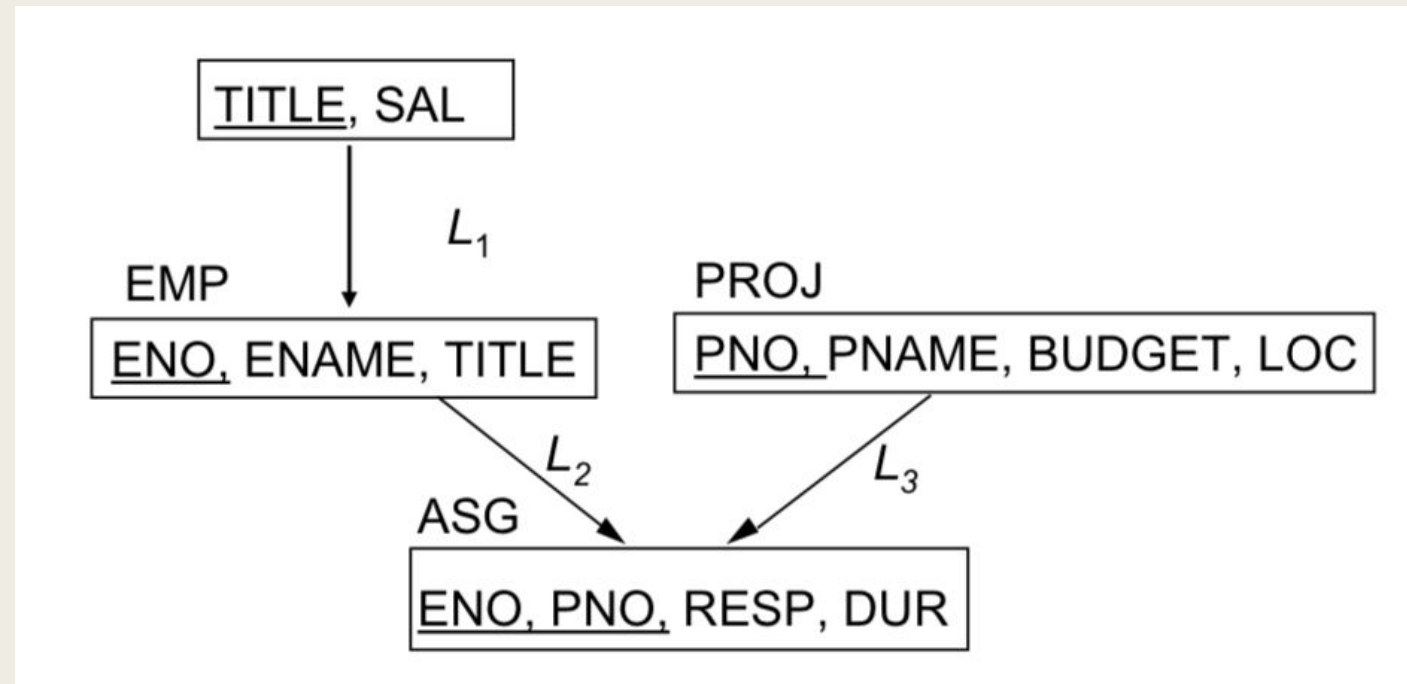 TITLE, SAL
L1
EMP
PROJ
ENO, ENAME, TITLE
PNO, PNAME, BUDGET, LOC
L2
L3
ASG
ENO, PNO, RESP, DUR